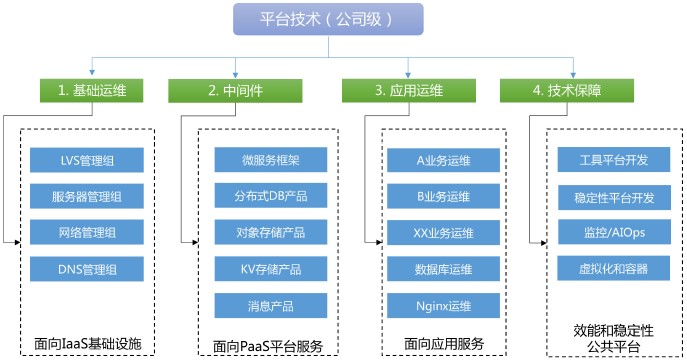 平台技术（公司级）
1. 基础运维
2. 中间件
3. 应用运维
4. 技术保障
LVS管理组
服务器管理组
网络管理组
DNS管理组
面向IaaS基础设施
微服务框架
分布式DB产品
对象存储产品
KV存储产品
消息产品
面向PaaS平台服务
A业务运维
B业务运维
XX业务运维
数据库运维
Nginx运维
面向应用服务
工具平台开发
稳定性平台开发
监控/AIOps
虚拟化和容器
效能和稳定性
公共平台